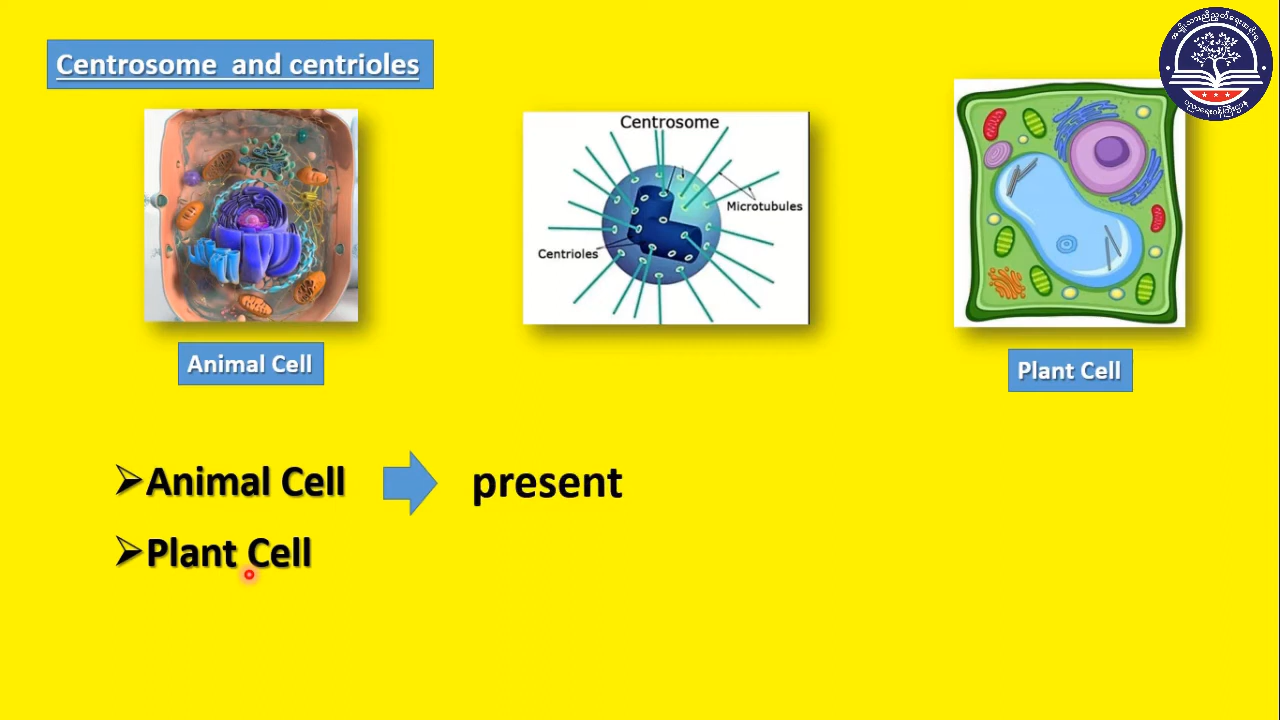 Centrosome and centrioles
Centrosome
Microtubules
Centrioles
Animal Cell
Plant Cell
➢Animal Cell present
➢Plant Cell